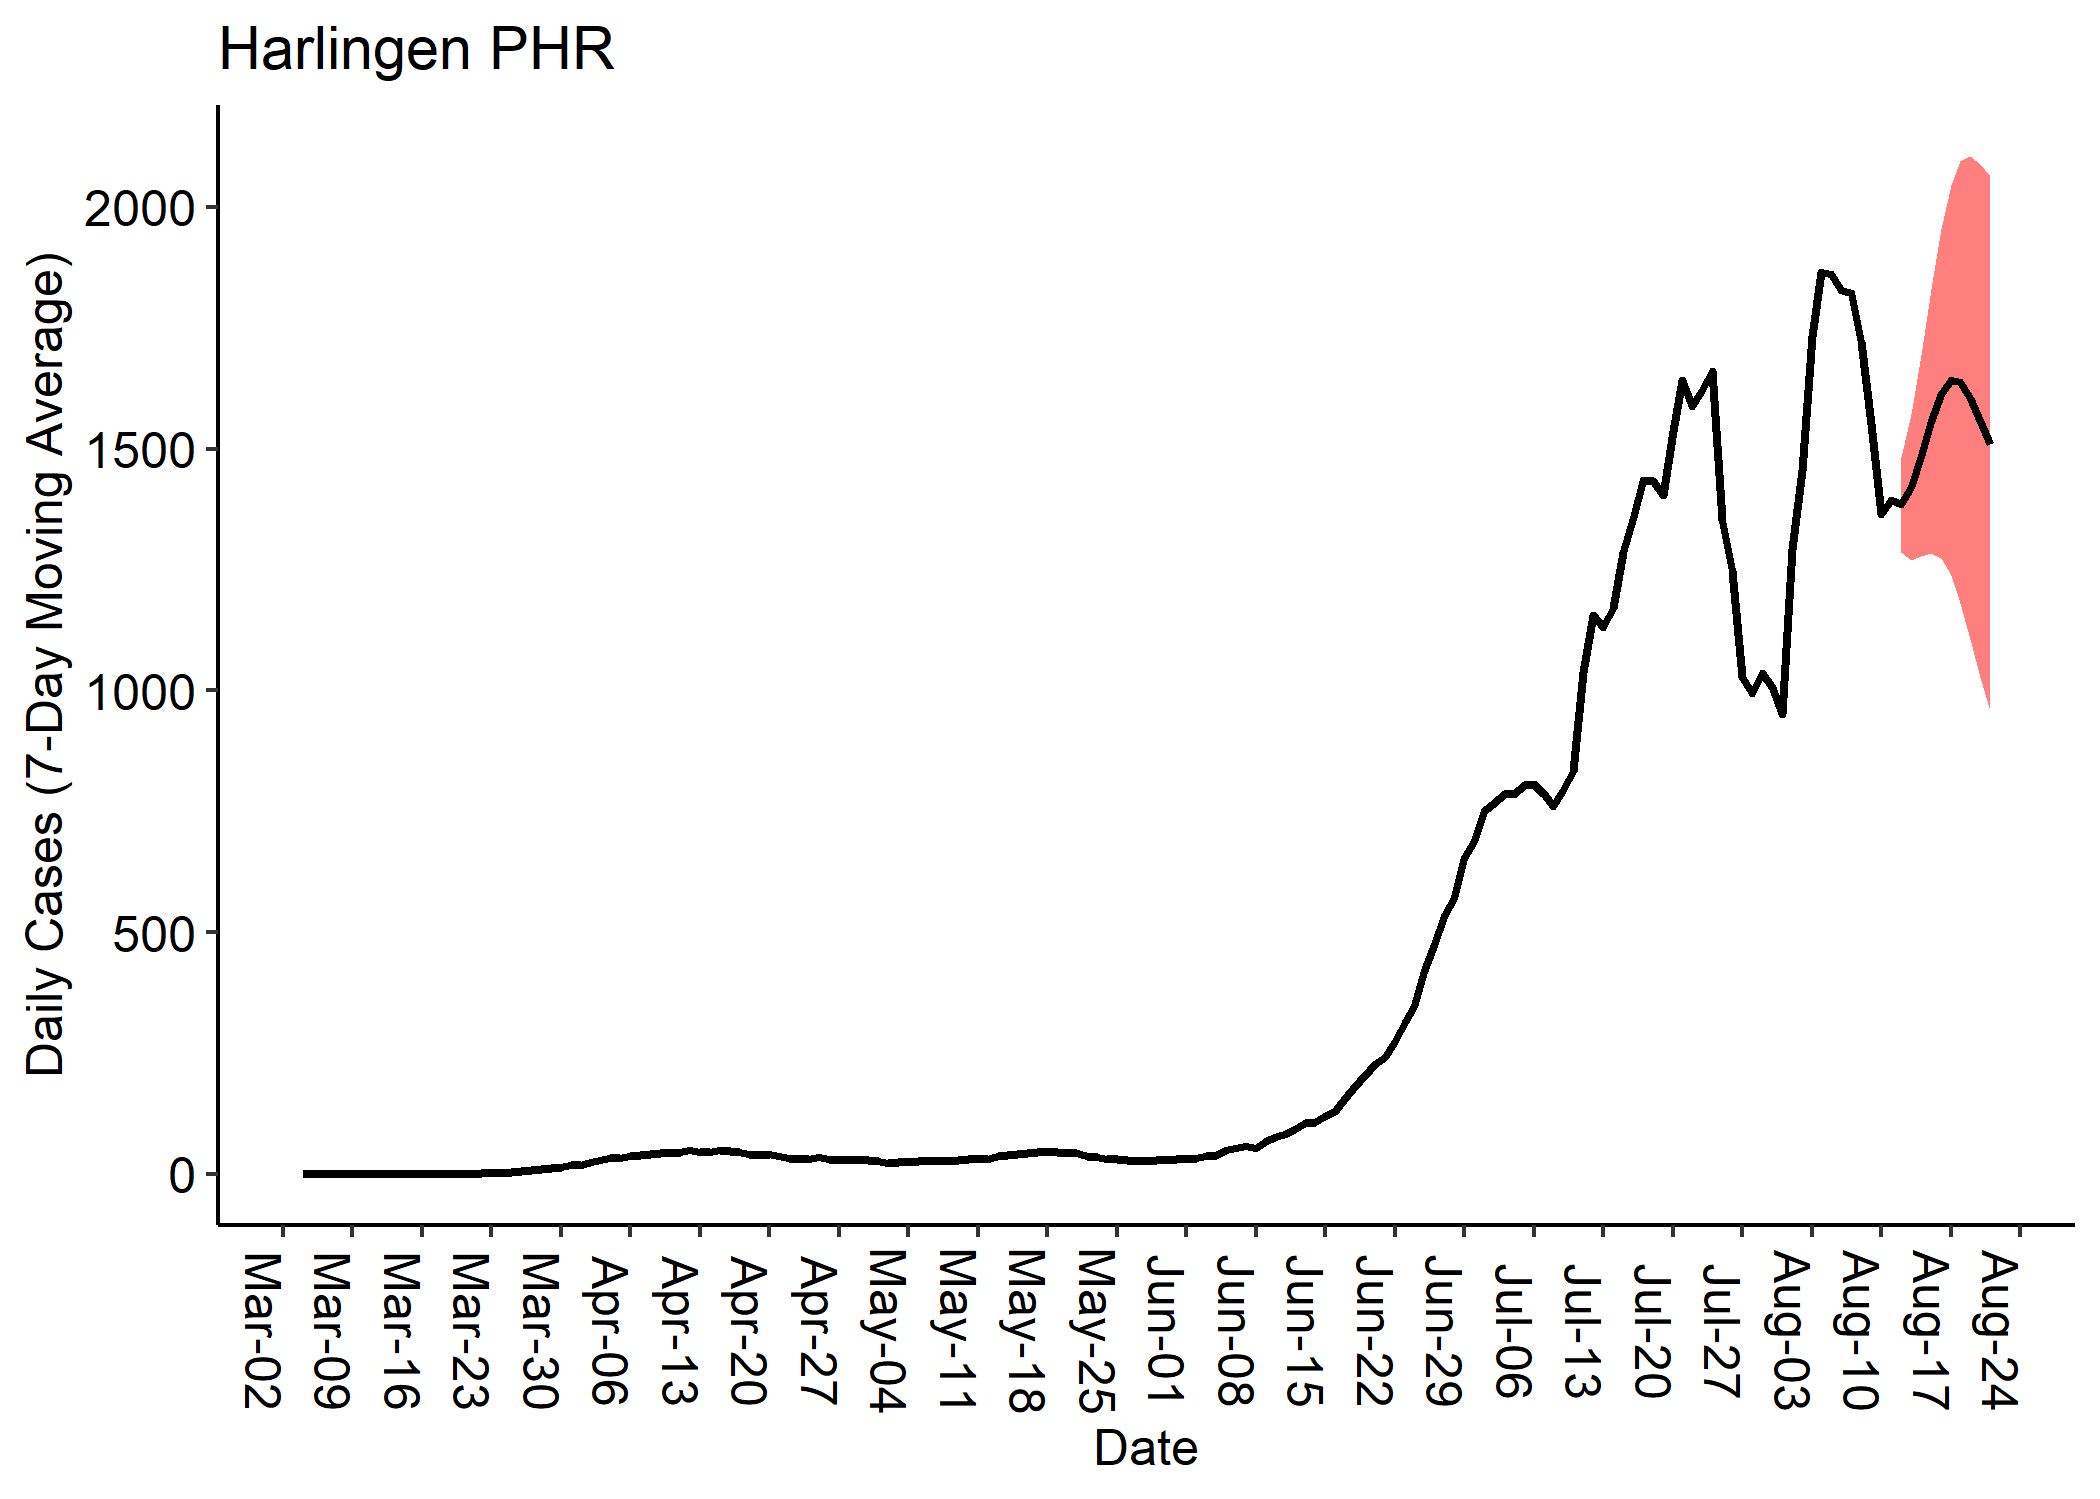 Harlingen PHR
Daily Cases (7-Day Moving Average)
2000
1500
1000
500
0
Mar-02
Mar-09
Mar-16
Mar-23
Mar-30
Apr-06
Apr-13
Apr-20
Apr-27
May-04
May-11
May-18
May-25
Jun-01
Jun-08
Jun-15
Jun-22
Jun-29
Jul-06
Jul-13
Jul-20
Jul-27
Aug-03
Aug-10
Aug-17
Aug-24
Date